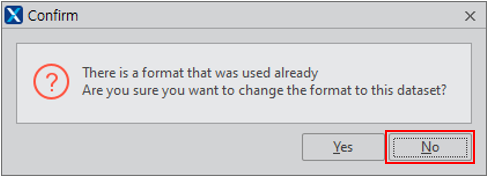 Confirm
There is a format that was used already
Are you sure you want to change the format to this dataset?
Yes
No